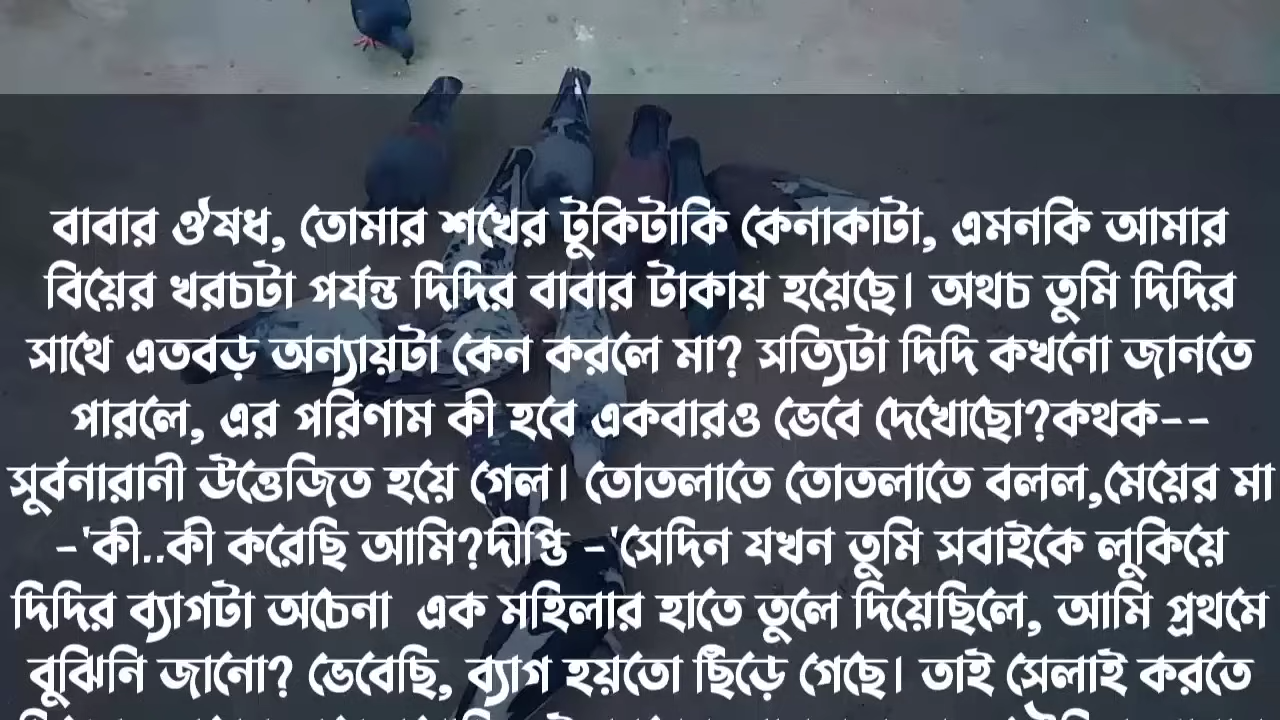 বাবার ঔষধ, তোমার শখের টুকিটাকি কেনাকাটা, এমনকি আমার
বিয়ের খরচটা পর্যন্ত দিদির বাবার টাকায় হয়েছে। অথচ তুমি দিদির
সাথে এতবড় অন্যায়টা কেন করলে মা? সত্যিটা দিদি কখনো জানতে
পারলে, এর পরিণাম কী হবে একবারও ভেবে দেখোছো?কথক--
সুর্বনারানী উত্তেজিত হয়ে গেল। তোতলাতে তোতলাতে বলল,মেয়ের মা
-'কী..কী করেছি আমি?দীপ্তি -'সেদিন যখন তুমি সবাইকে লুকিয়ে
দিদির ব্যাগটা অচেনা এক মহিলার হাতে তুলে দিয়েছিলে, আমি প্রথমে
বুঝিনি জানো? ভেবেছি, ব্যাগ হয়তো ছিঁড়ে গেছে। তাই সেলাই করতে